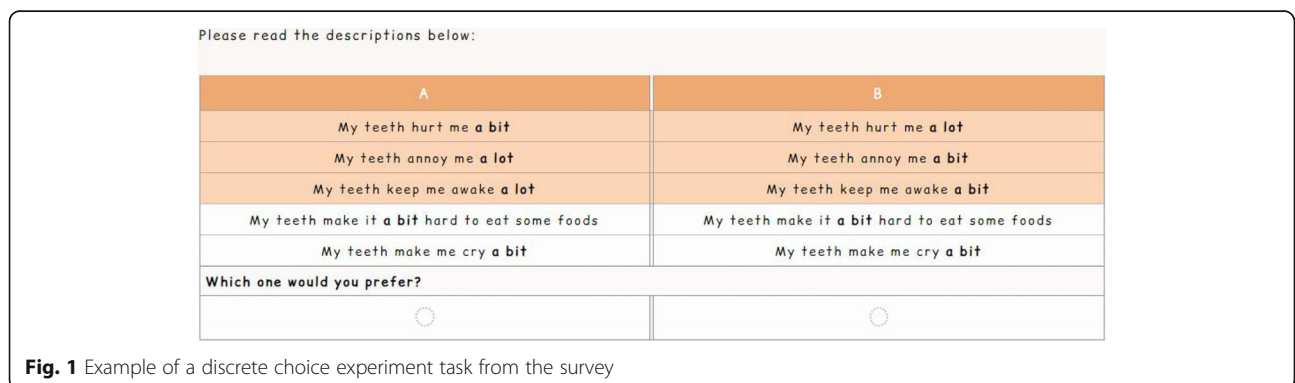 Please read the descriptions below:
A B
My teeth hurt me a bit My teeth hurt me a lot
My teeth annoy me a lot My teeth annoy me a bit
My teeth keep me awake a lot My teeth keep me awake a bit
My teeth make it a bit hard to eat some foods My teeth make it a bit hard to eat some foods
My teeth make me cry a bit My teeth make me cry a bit
Which one would you prefer?
Fig. 1 Example of a discrete choice experiment task from the survey